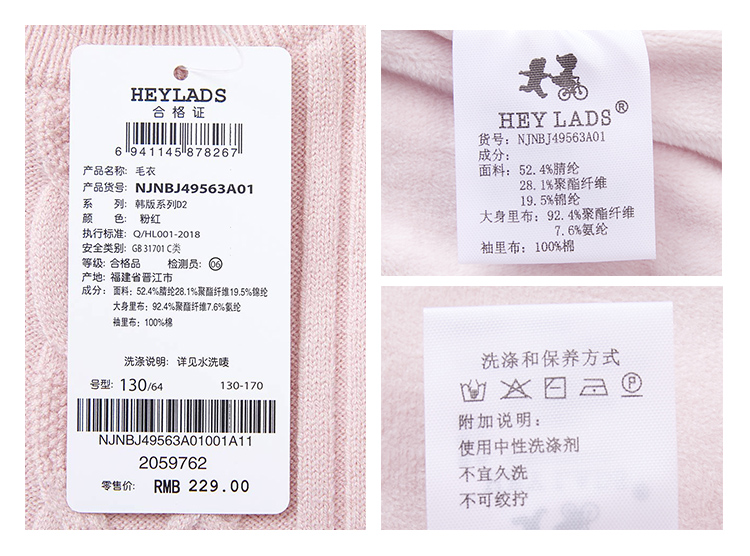 HEYLADS
合格证
6 941145 878267
产品名称: 毛衣
产品货号: NJNBJ49563A01
系 列: 韩版系列D2
颜 色: 粉红
执行标准: Q/HL001-2018
安全类别: GB 31701 C类
等级: 合格品 检测员: 06
产地: 福建省晋江市
成分: 面料: 52.4%腈纶28.1%聚酯纤维19.5%锦纶
大身里布: 92.4%聚酯纤维7.6%氨纶
袖里布: 100%棉
洗涤说明: 详见水洗唛
号型: 130/64 130-170
NJNBJ49563A01001A11
2059762
零售价: RMB 229.00
HEY LADS®
货号: NJNBJ49563A01
成分:
面料: 52.4%腈纶
28.1%聚酯纤维
19.5%锦纶
大身里布: 92.4%聚酯纤维
7.6%氨纶
袖里布: 100%棉
洗涤和保养方式
P
附加说明:
使用中性洗涤剂
不宜久洗
不可绞拧